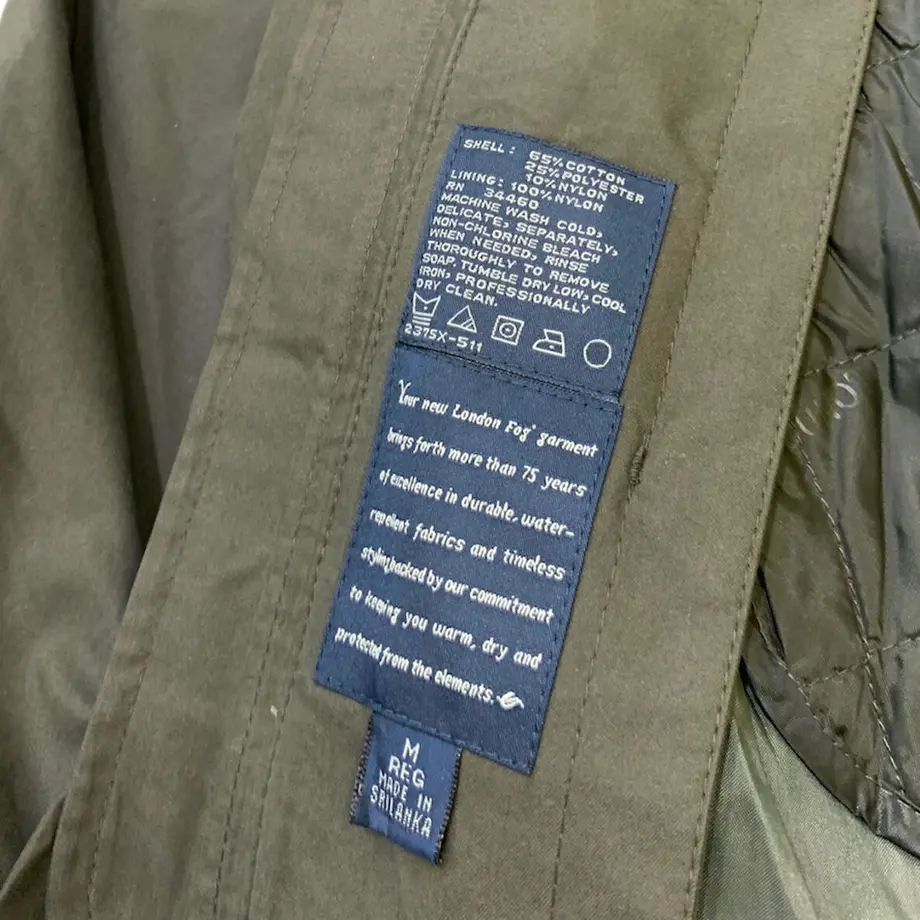 SHELL: 65% COTTON
25% POLYESTER
10% NYLON
LINING: 100% NYLON
RN 34460
MACHINE WASH COLD,
DELICATE, SEPARATELY,
NON-CHLORINE BLEACH
WHEN NEEDED, RINSE
THOROUGHLY TO REMOVE
SOAP. TUMBLE DRY LOW, COOL
IRON, PROFESSIONALLY
DRY CLEAN.
2375X-511
Your new London Fog® garment
brings forth more than 75 years
of excellence in durable, water-
repellent fabrics and timeless
styling backed by our commitment
to keeping you warm, dry and
protected from the elements.
M
REG
MADE IN
SRILANKA